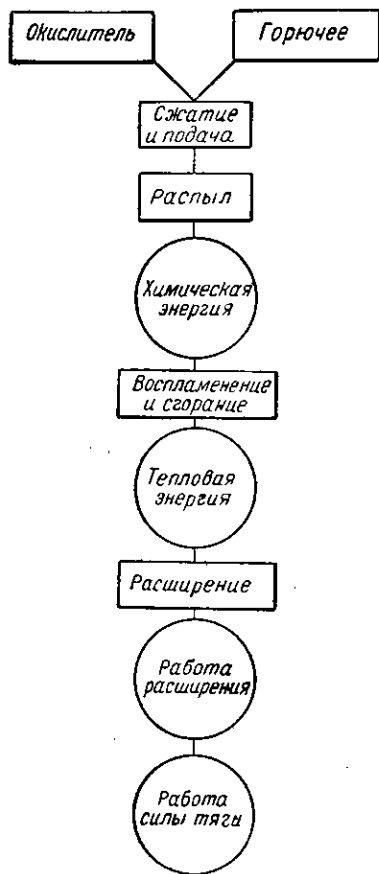 Окислитель
Горючее
Сжатие
и подача
Распыл
Химическая
энергия
Воспламенение
и сгорание
Тепловая
энергия
Расширение
Работа
расширения
Работа
силы тяги